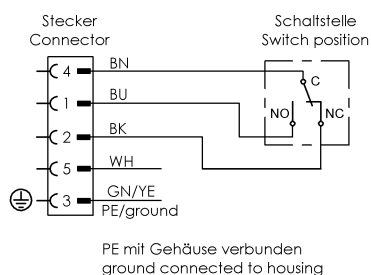 Stecker
Connector
Schaltstelle
Switch position
4 BN
1 BU
2 BK
5 WH
3 GN/YE
PE/ground
C
NO
NC
PE mit Gehäuse verbunden
ground connected to housing